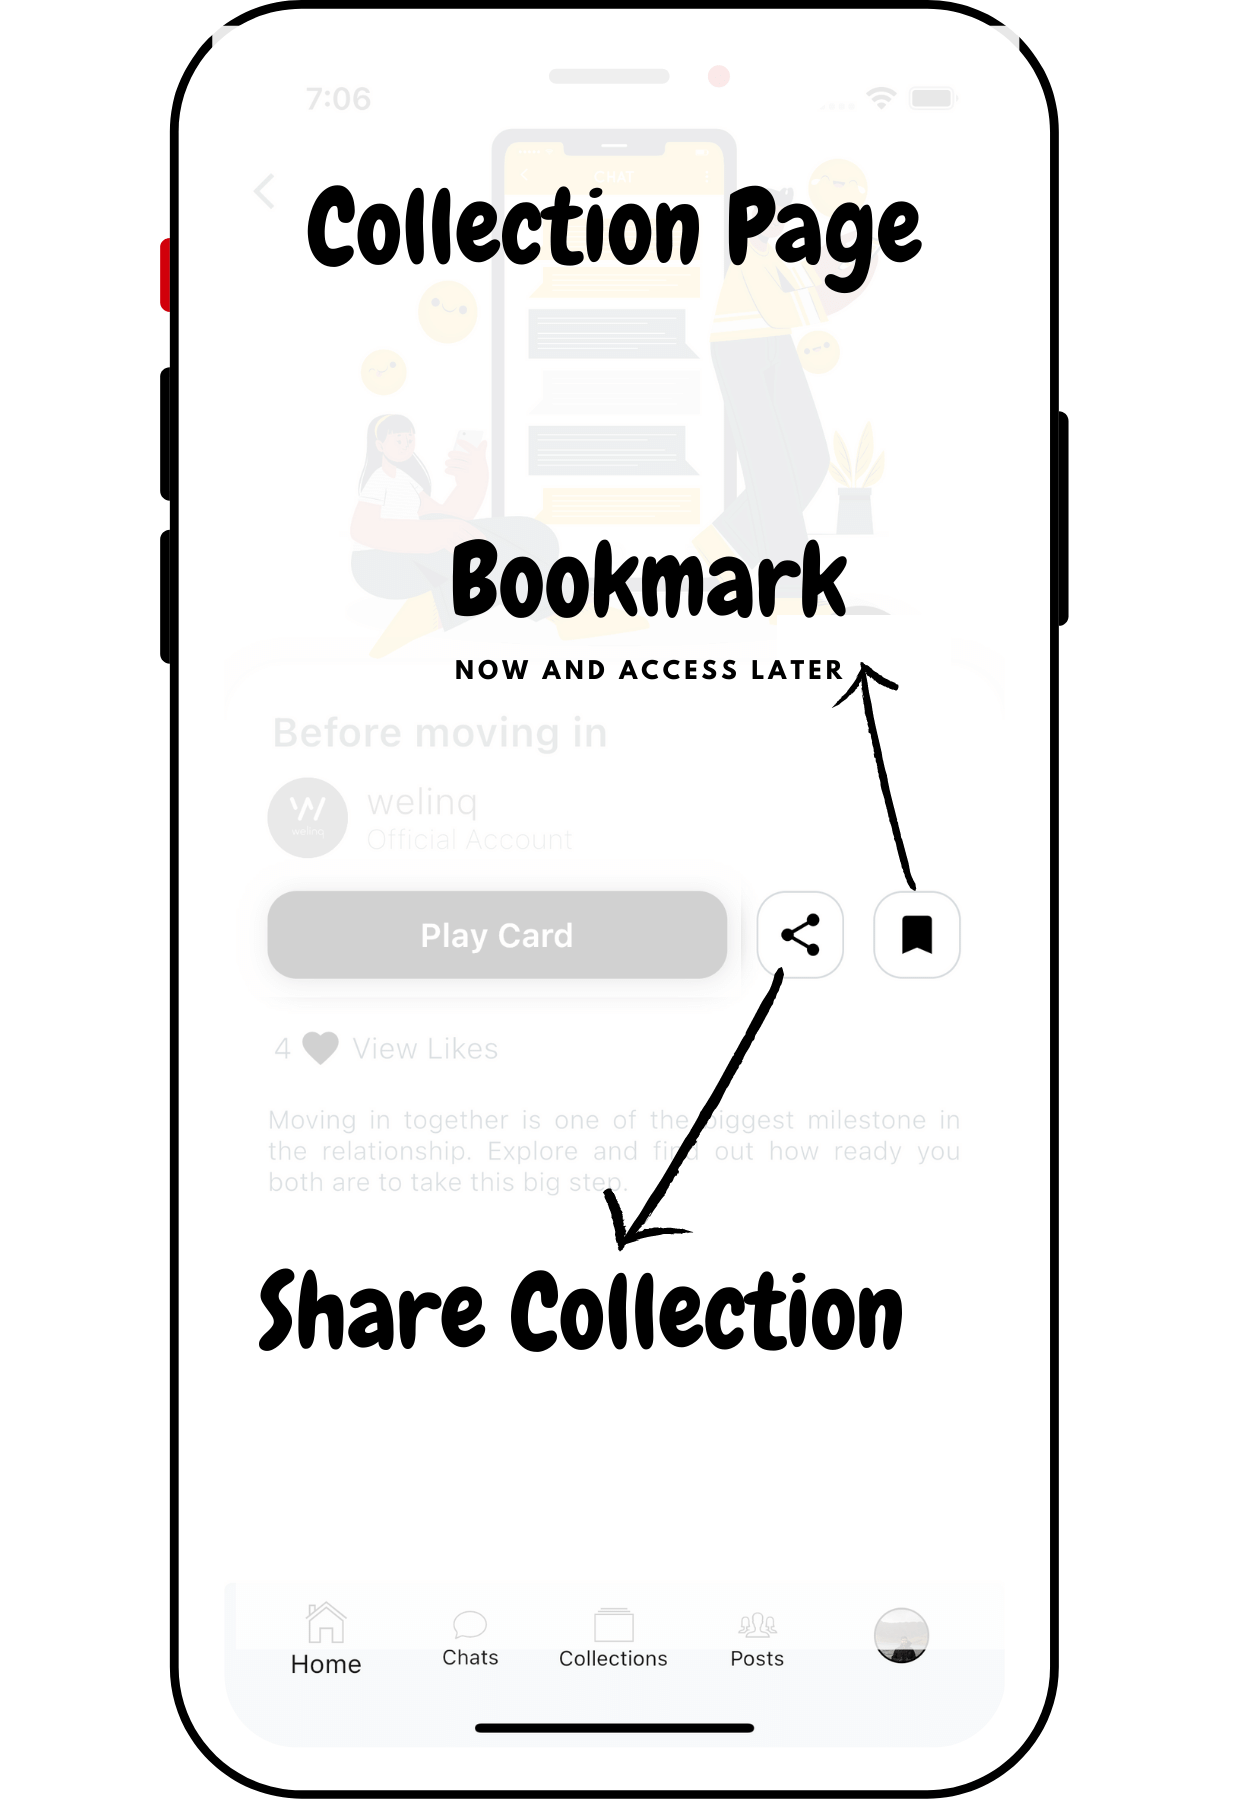 7:06
CHAT
Collection Page
Bookmark
NOW AND ACCESS LATER
Before moving in
welinq
welinq
Official Account
Play Card
4 View Likes
Moving in together is one of the biggest milestone in
the relationship. Explore and find out how ready you
both are to take this big step.
Share Collection
Home
Chats
Collections
Posts